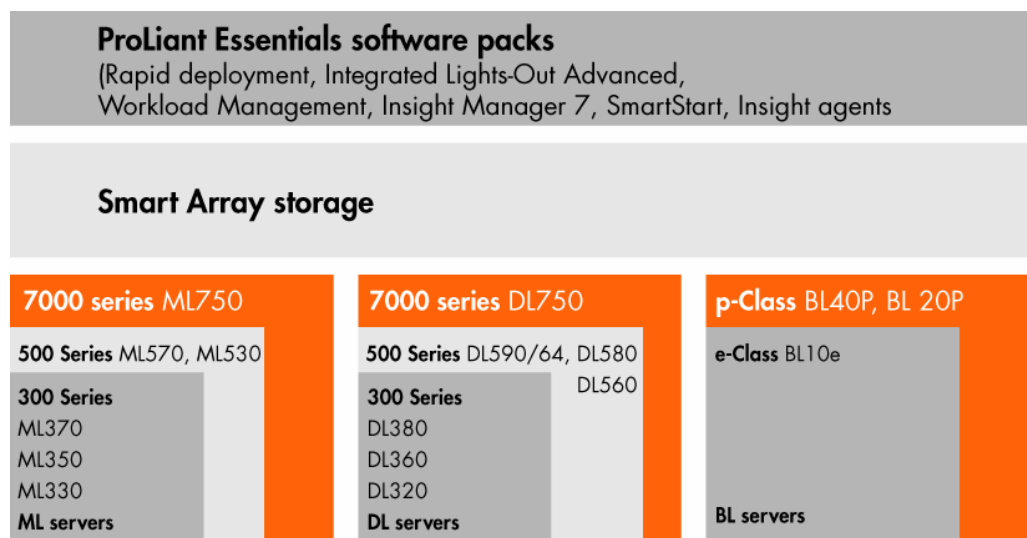 ProLiant Essentials software packs
(Rapid deployment, Integrated Lights-Out Advanced,
Workload Management, Insight Manager 7, SmartStart, Insight agents
Smart Array storage
7000 series ML750
500 Series ML570, ML530
300 Series
ML370
ML350
ML330
ML servers
7000 series DL750
500 Series DL590/64, DL580
DL560
300 Series
DL380
DL360
DL320
DL servers
p-Class BL40P, BL 20P
e-Class BL10e
BL servers